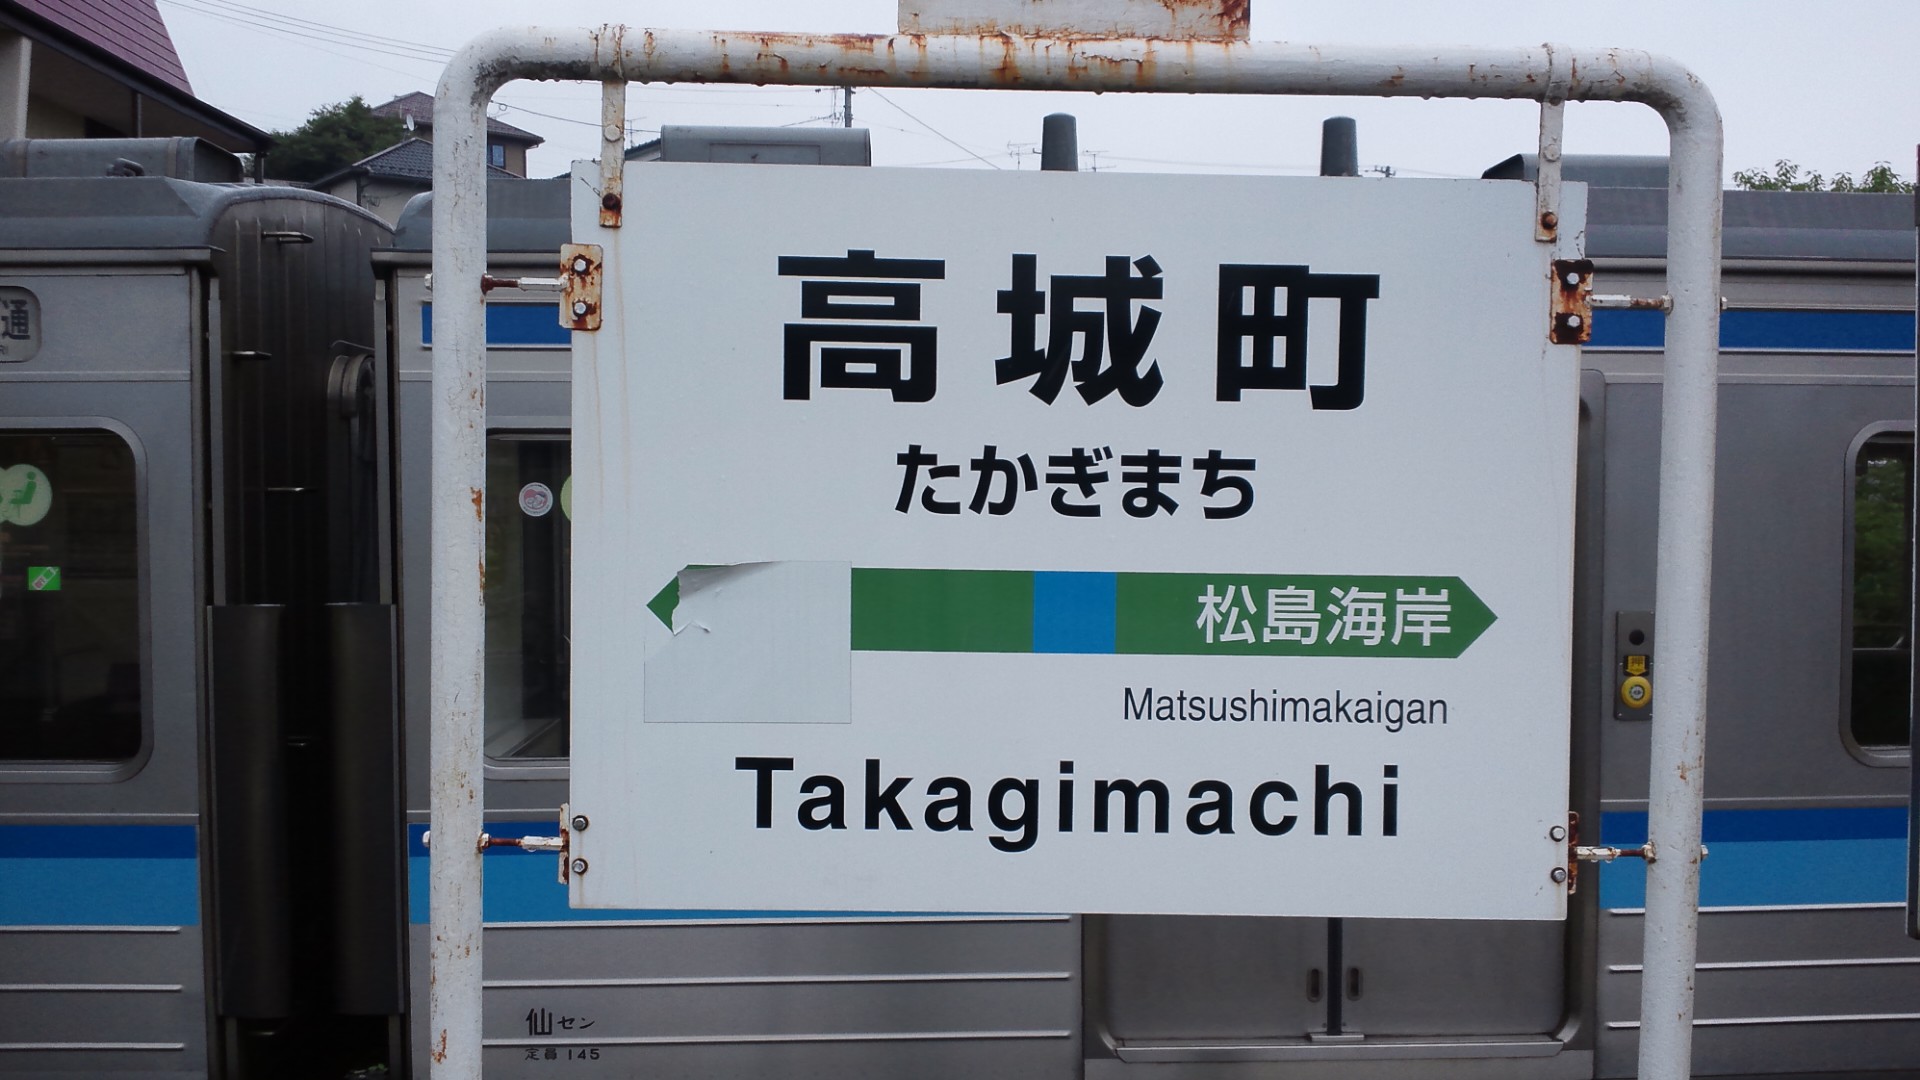 高城町
たかぎまち
松島海岸
Matsushimakaigan
Takagimachi
通
仙セン
定員145